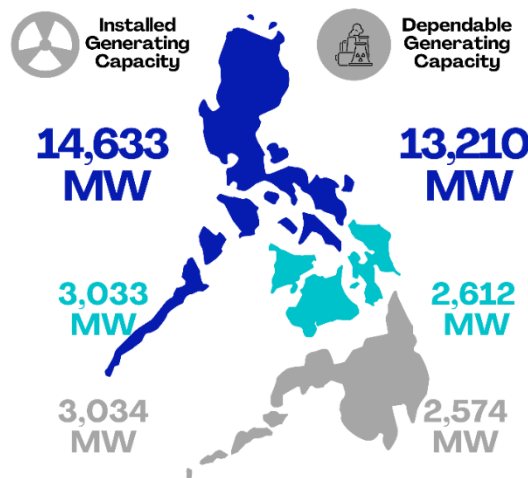 Installed
Generating
Capacity
Dependable
Generating
Capacity
14,633
MW
13,210
MW
3,033
MW
2,612
MW
3,034
MW
2,574
MW